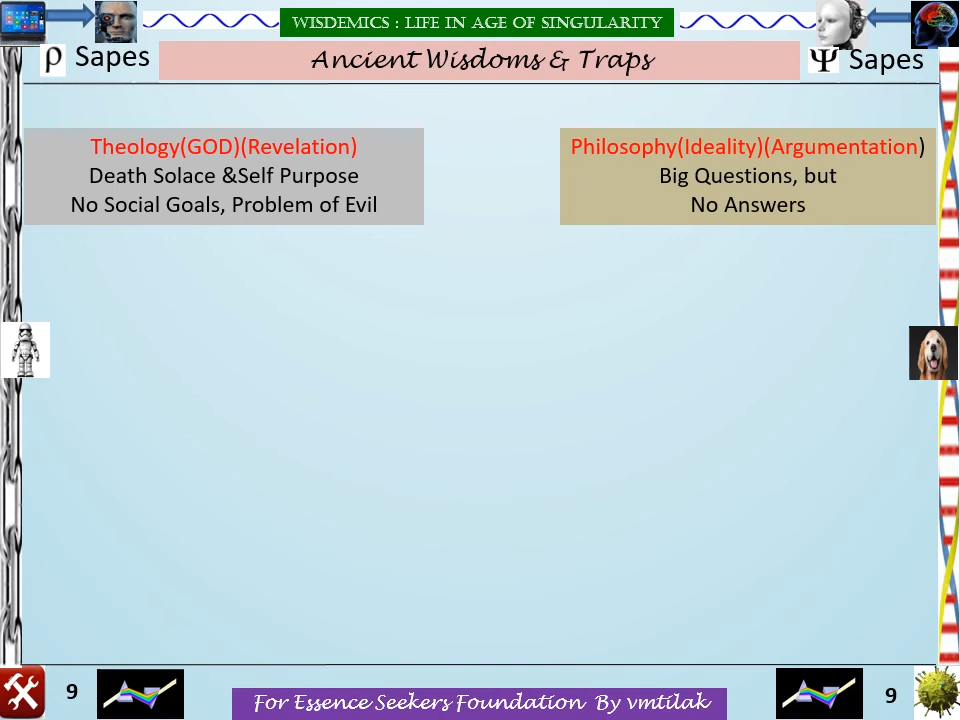 WISDEMICS : LIFE IN AGE OF SINGULARITY
ρ Sapes
Ancient Wisdoms & Traps
Ψ Sapes
Theology(GOD)(Revelation)
Death Solace &Self Purpose
No Social Goals, Problem of Evil
Philosophy(Ideality)(Argumentation)
Big Questions, but
No Answers
9
For Essence Seekers Foundation By vmtilak
9